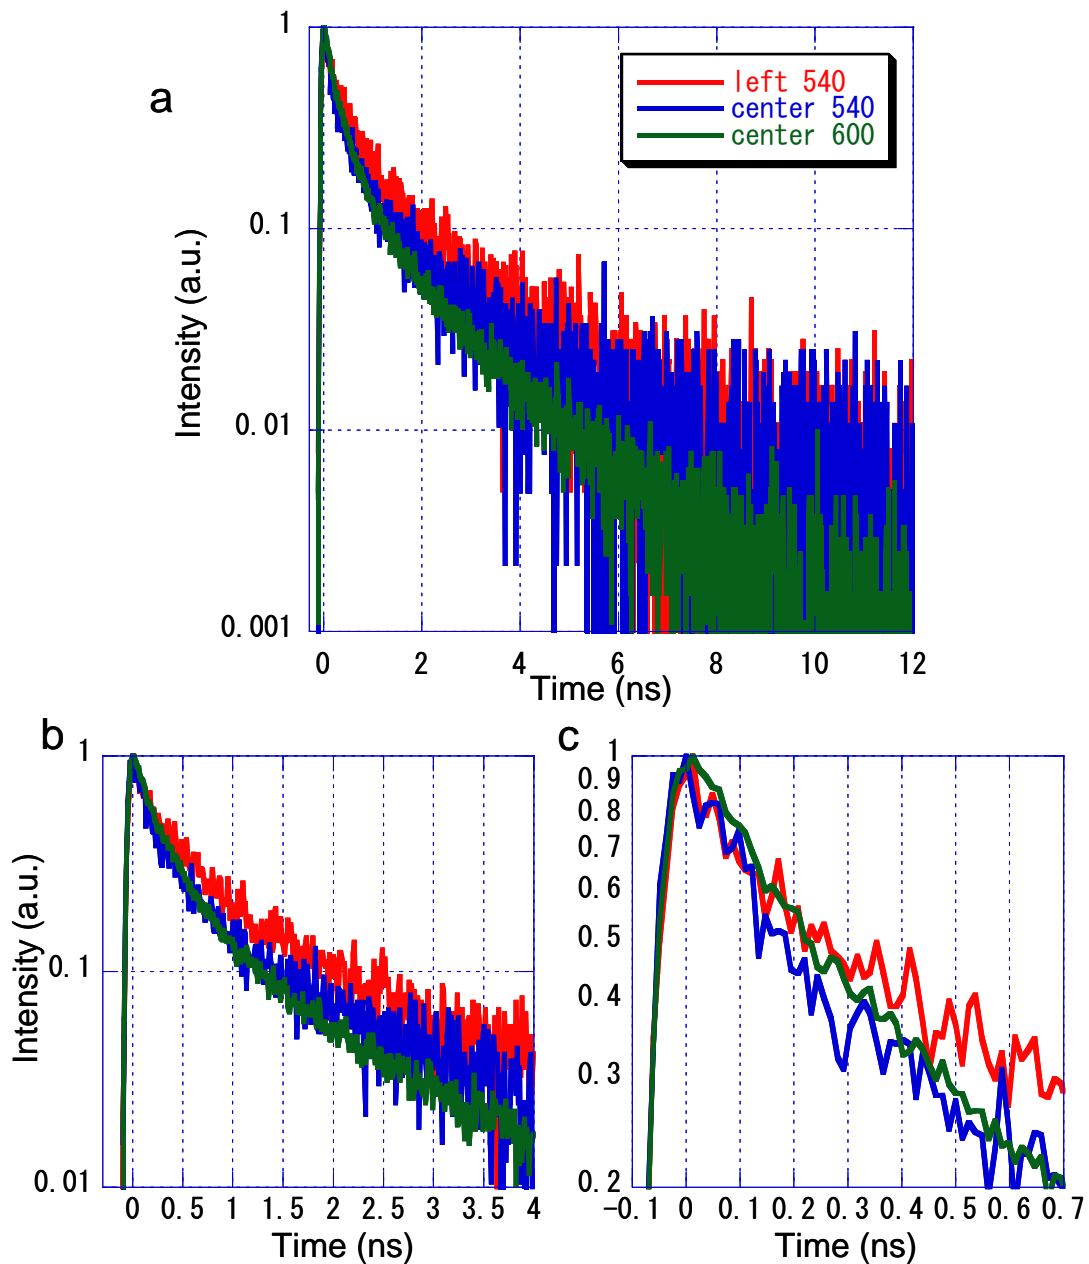 a
1
0.1
0.01
0.001
Intensity (a.u.)
left 540
center 540
center 600
0 2 4 6 8 10 12
Time (ns)
b
1
0.1
0.01
Intensity (a.u.)
0 0.5 1 1.5 2 2.5 3 3.5 4
Time (ns)
c
1
0.9
0.8
0.7
0.6
0.5
0.4
0.3
0.2
-0.1 0 0.1 0.2 0.3 0.4 0.5 0.6 0.7
Time (ns)